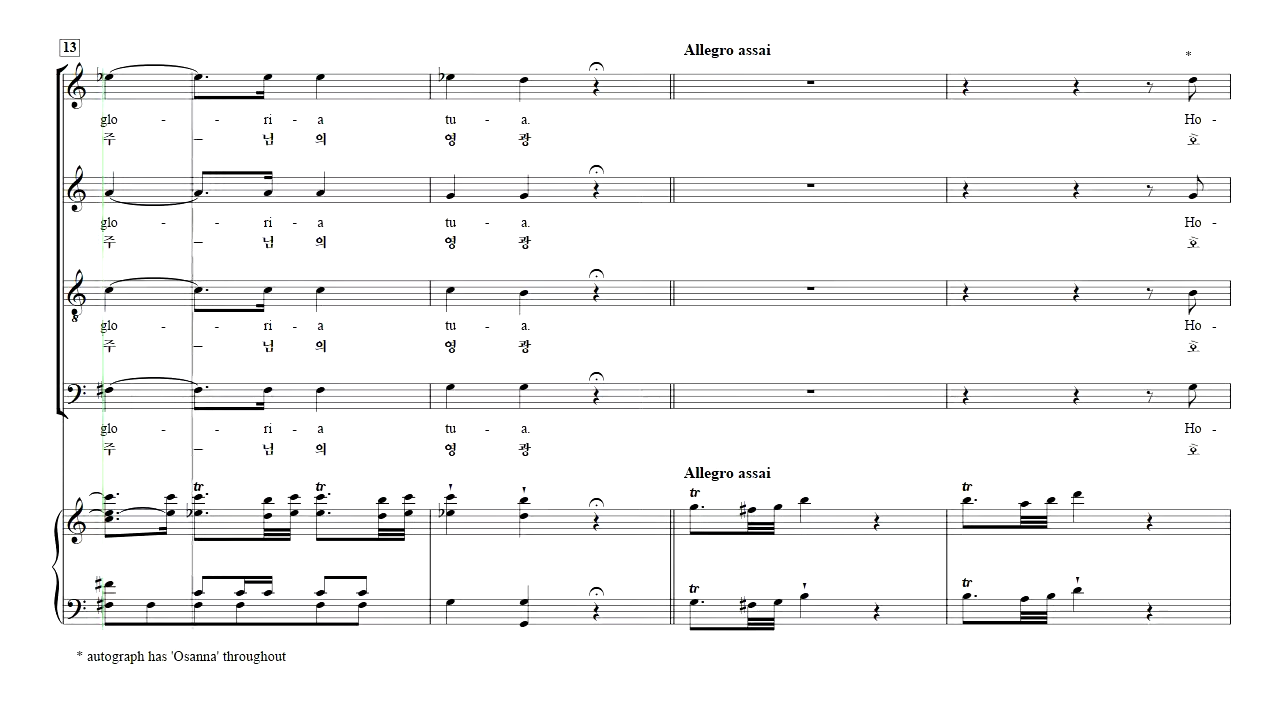 13
Allegro assai
*
glo - - ri - a tu - a. Ho -
주 – 님 의 영 광 호
glo - - ri - a tu - a. Ho -
주 – 님 의 영 광 호
glo - - ri - a tu - a. Ho -
주 – 님 의 영 광 호
glo - - ri - a tu - a. Ho -
주 – 님 의 영 광 호
Allegro assai
tr tr tr tr
tr tr
* autograph has 'Osanna' throughout